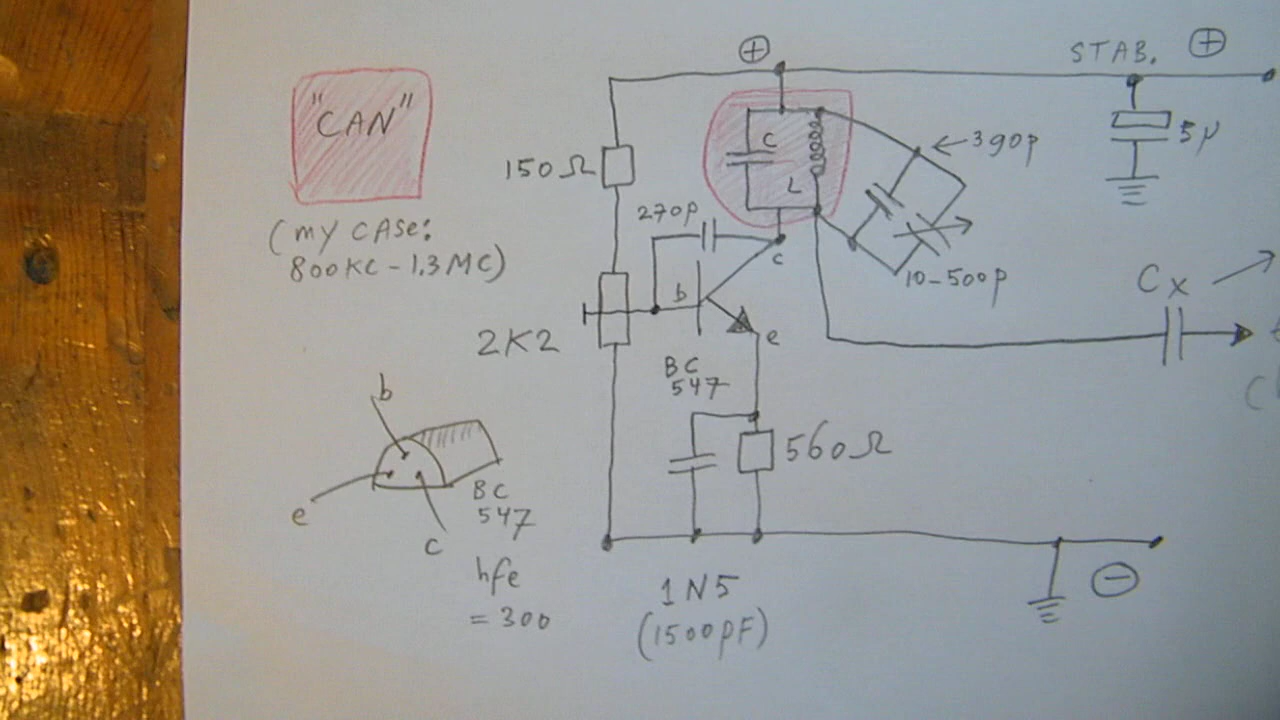 ⊕
STAB. ⊕
"CAN"
150Ω
C
L
390p
5µ
270p
(MY CASE:
800KC-1.3MC)
c
10-500p
Cx
b
2K2
e
BC
547
b
560Ω
e
c
BC
547
hfe
= 300
1N5
(1500pF)
⊖